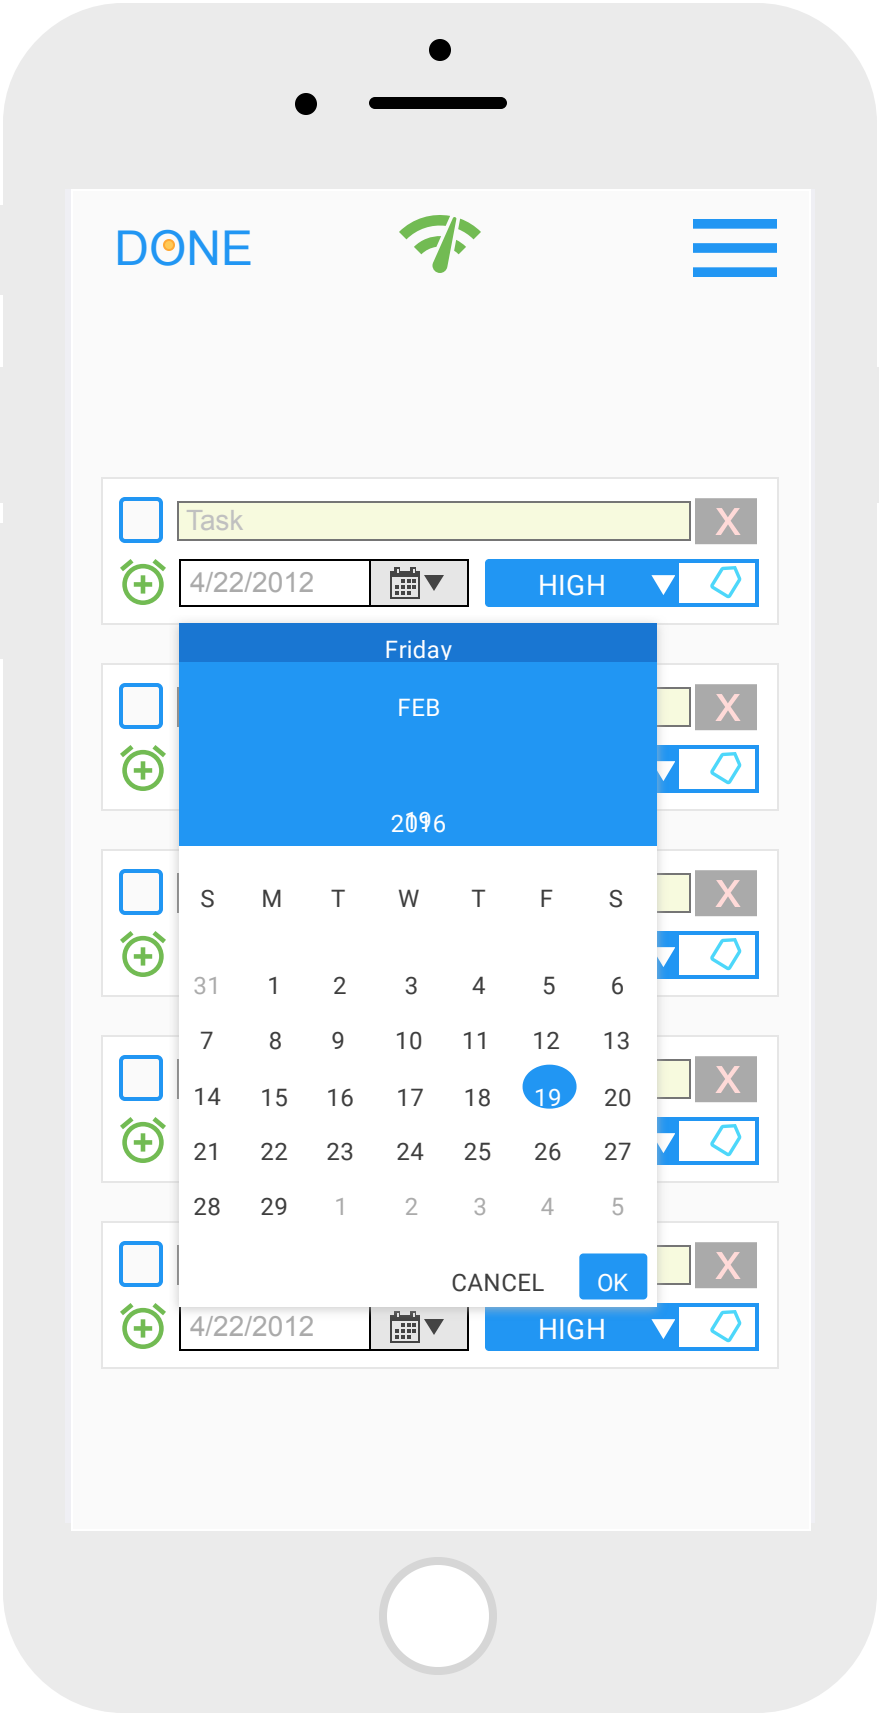 DONE
Task
X
4/22/2012
HIGH
Friday
FEB
19
2016
X
X
X
X
S M T W T F S
31 1 2 3 4 5 6
7 8 9 10 11 12 13
14 15 16 17 18 19 20
21 22 23 24 25 26 27
28 29 1 2 3 4 5
CANCEL OK
4/22/2012
HIGH